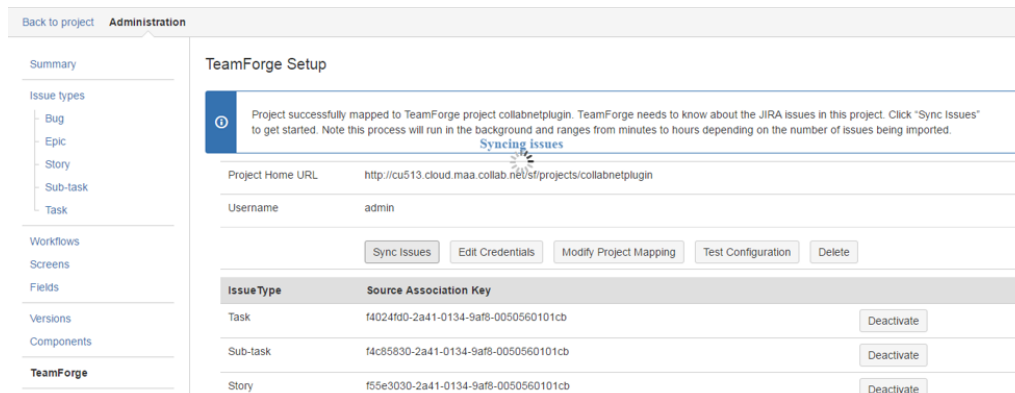 Back to project Administration
Summary
Issue types
Bug
Epic
Story
Sub-task
Task
Workflows
Screens
Fields
Versions
Components
TeamForge
TeamForge Setup
Project successfully mapped to TeamForge project collabnetplugin. TeamForge needs to know about the JIRA issues in this project. Click "Sync Issues"
to get started. Note this process will run in the background and ranges from minutes to hours depending on the number of issues being imported.
Syncing issues
Project Home URL http://cu513.cloud.maa.collab.net/sf/projects/collabnetplugin
Username admin
Sync Issues Edit Credentials Modify Project Mapping Test Configuration Delete
IssueType Source Association Key
Task f4024fd0-2a41-0134-9af8-0050560101cb Deactivate
Sub-task f4c85830-2a41-0134-9af8-0050560101cb Deactivate
Story f55e3030-2a41-0134-9af8-0050560101cb Deactivate